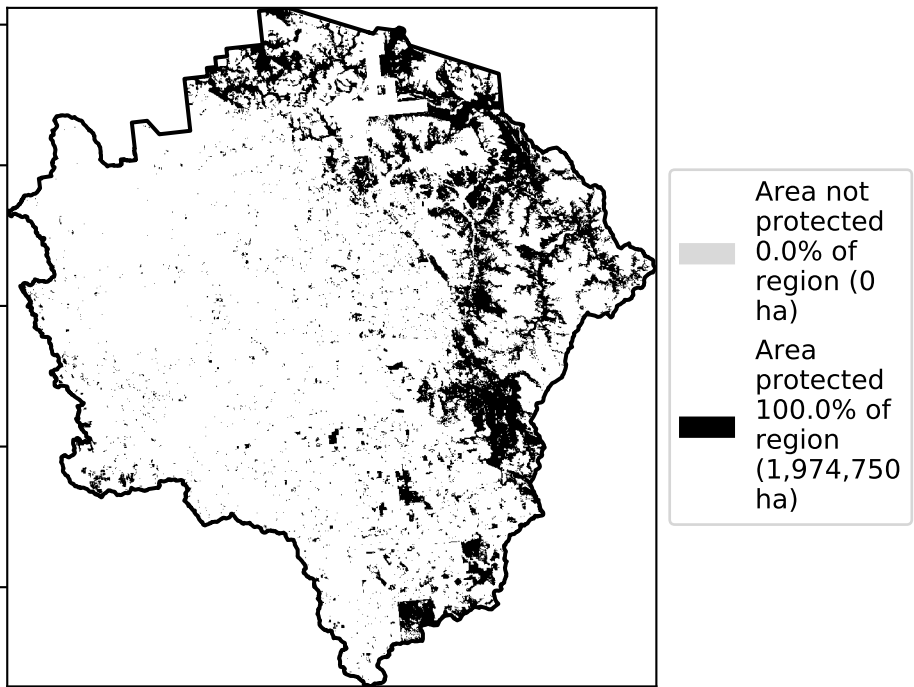 Area not
protected
0.0% of
region (0
ha)
Area
protected
100.0% of
region
(1,974,750
ha)